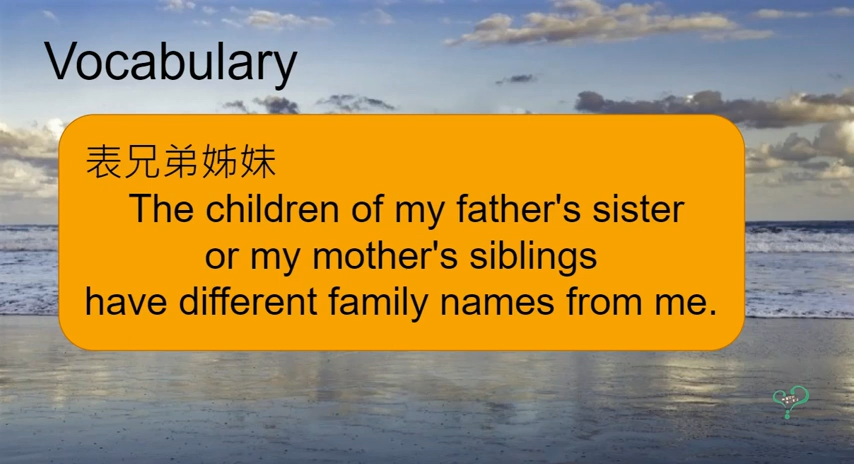 Vocabulary
表兄弟姊妹
The children of my father's sister
or my mother's siblings
have different family names from me.